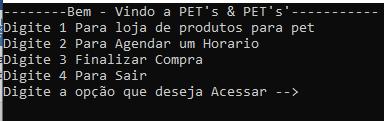 --------Bem - Vindo a PET's & PET's'-----------
Digite 1 Para loja de produtos para pet
Digite 2 Para Agendar um Horario
Digite 3 Finalizar Compra
Digite 4 Para Sair
Digite a opção que deseja Acessar -->